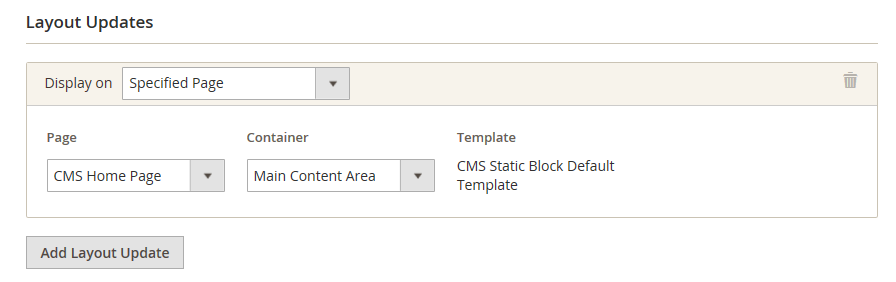 Layout Updates
Display on Specified Page
Page Container Template
CMS Home Page Main Content Area CMS Static Block Default
Template
Add Layout Update